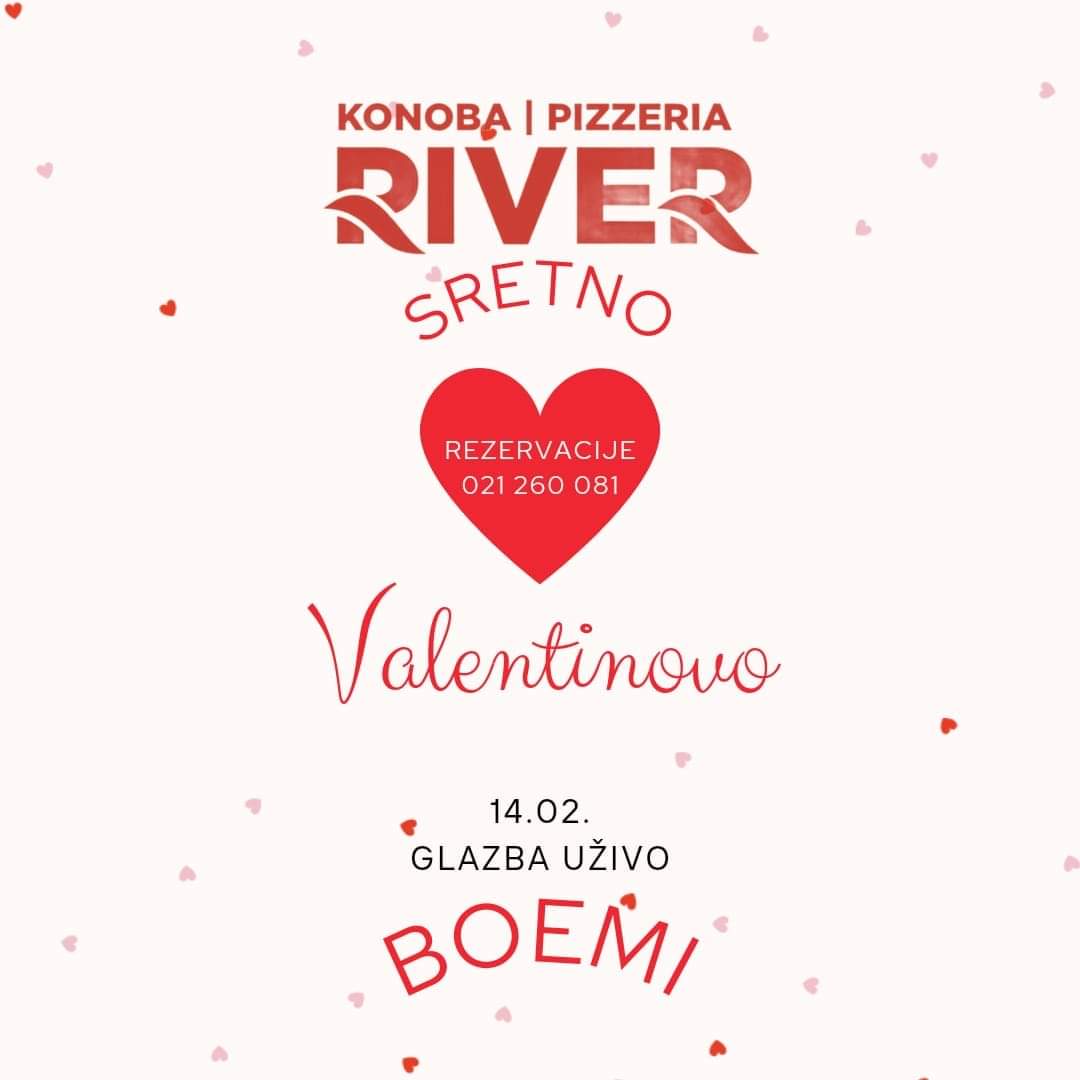 KONOBA | PIZZERIA
RIVER
SRETNO
REZERVACIJE
021 260 081
Valentinovo
14.02.
GLAZBA UŽIVO
BOEMI